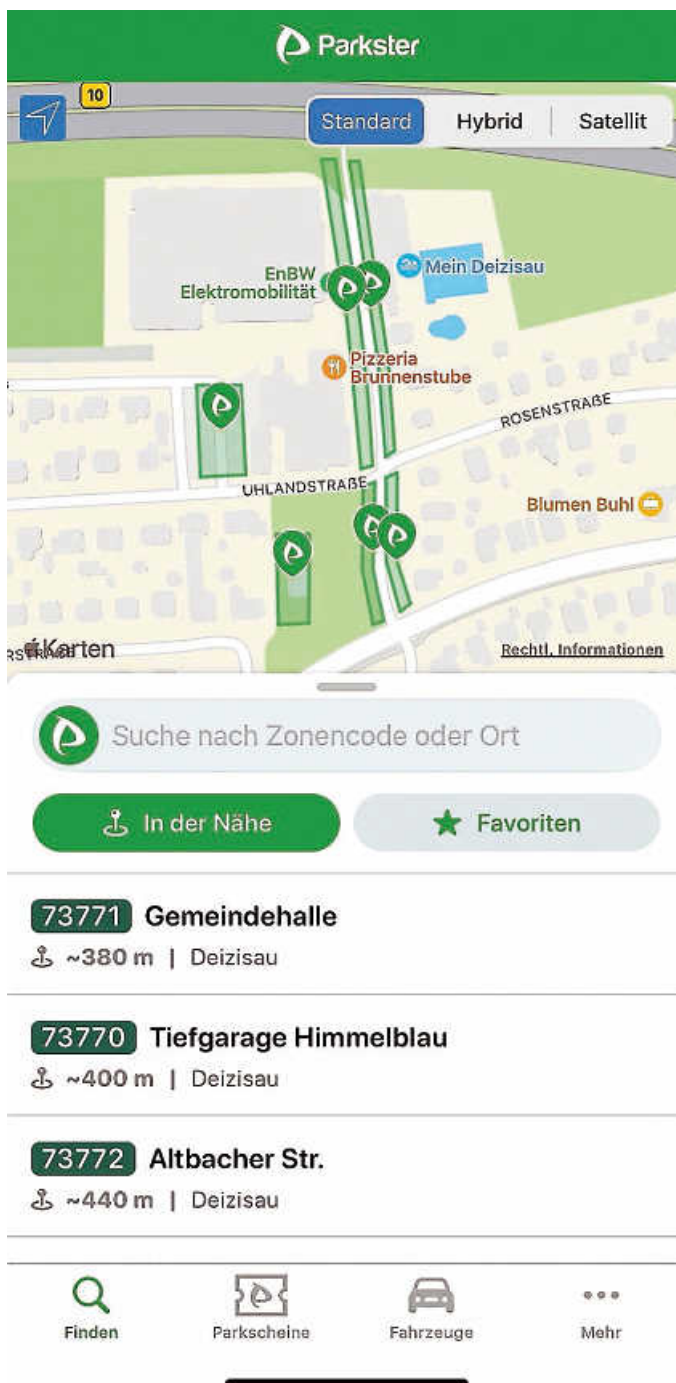 Parkster
10
Standard
Hybrid
Satellit
EnBW
Elektromobilität
Mein Deizisau
Pizzeria
Brunnenstube
ROSENSTRAßE
UHLANDSTRAßE
Blumen Buhl
Karten
Rechtl. Informationen
Suche nach Zonencode oder Ort
In der Nähe
Favoriten
73771 Gemeindehalle
~380 m | Deizisau
73770 Tiefgarage Himmelblau
~400 m | Deizisau
73772 Altbacher Str.
~440 m | Deizisau
Finden
Parkscheine
Fahrzeuge
Mehr